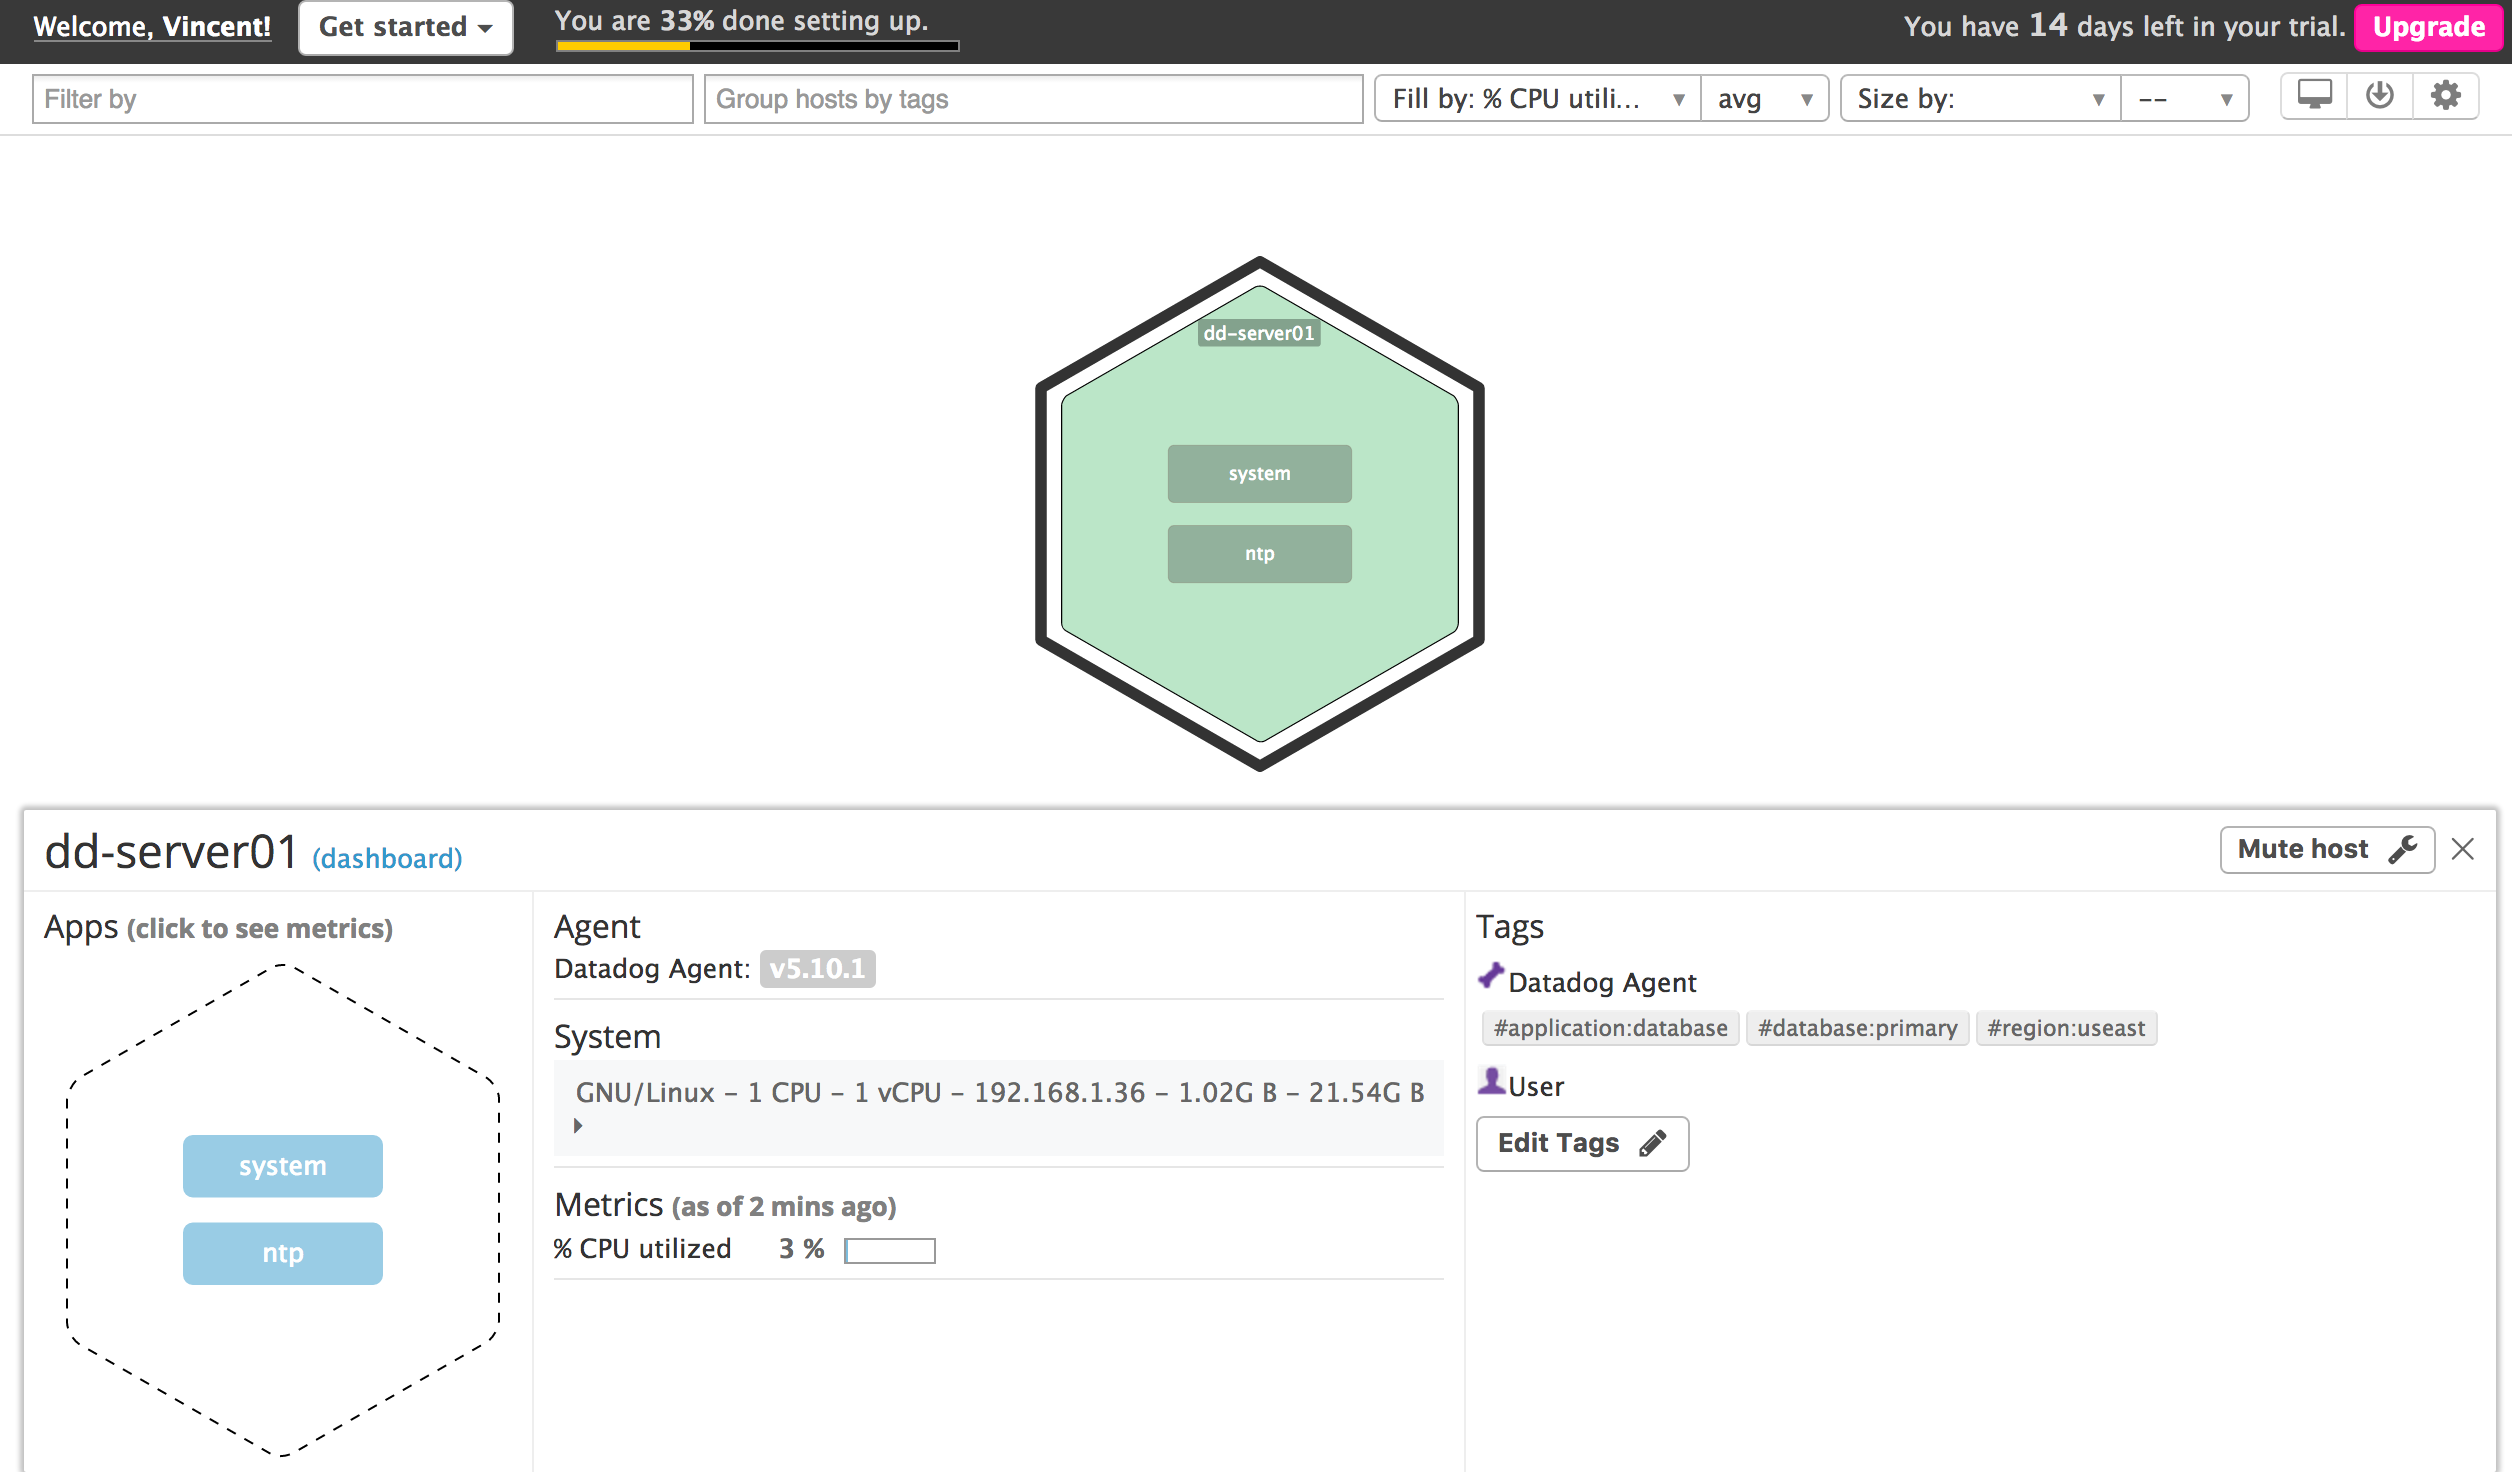 Welcome, Vincent!
Get started
You are 33% done setting up.
You have 14 days left in your trial.
Upgrade
Filter by
Group hosts by tags
Fill by: % CPU utili...
avg
Size by:
--
dd-server01
system
ntp
dd-server01 (dashboard)
Mute host
Apps (click to see metrics)
system
ntp
Agent
Datadog Agent: v5.10.1
System
GNU/Linux – 1 CPU – 1 vCPU – 192.168.1.36 – 1.02G B – 21.54G B
Metrics (as of 2 mins ago)
% CPU utilized 3 %
Tags
Datadog Agent
#application:database #database:primary #region:useast
User
Edit Tags